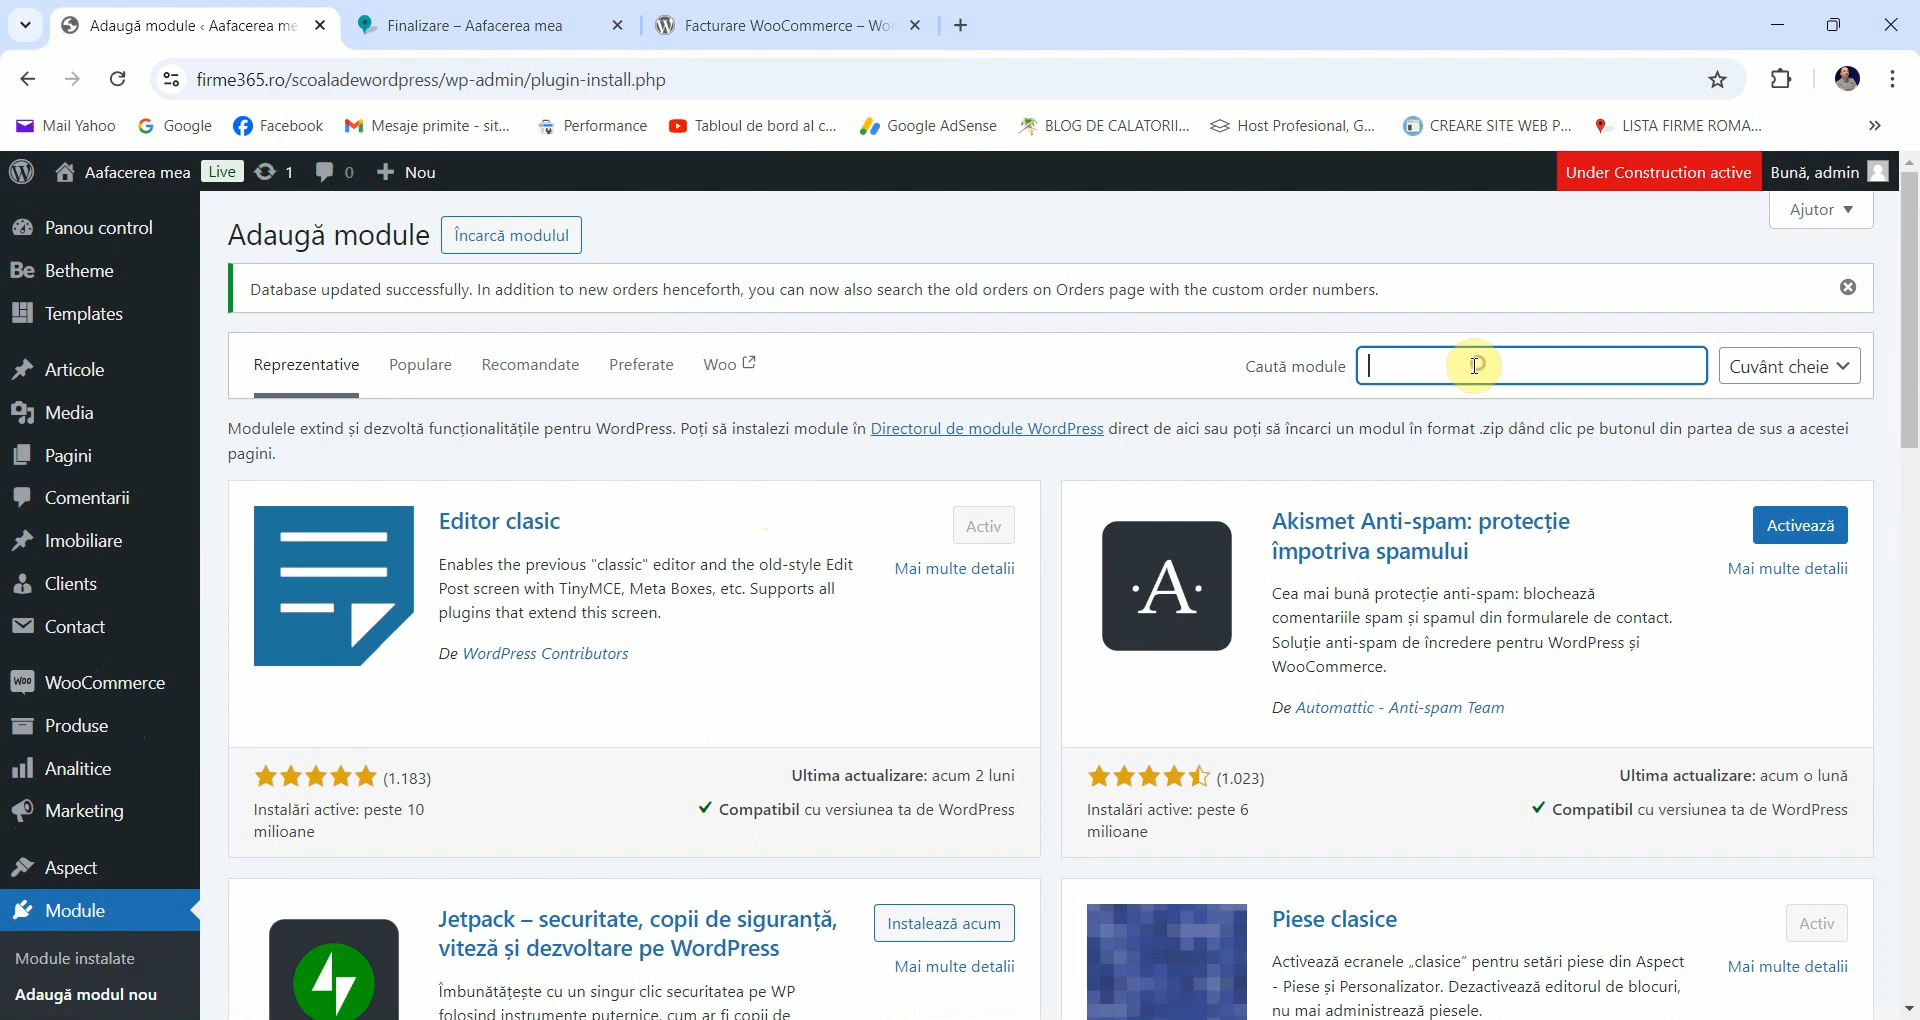 Adaugă module ‹ Aafacerea me
Finalizare – Aafacerea mea
Facturare WooCommerce – Wo
firme365.ro/scoaladewordpress/wp-admin/plugin-install.php
Mail Yahoo
Google
Facebook
Mesaje primite - sit...
Performance
Tabloul de bord al c...
Google AdSense
BLOG DE CALATORII...
Host Profesional, G...
CREARE SITE WEB P...
LISTA FIRME ROMA...
»
Aafacerea mea
Live
1
0
Nou
Under Construction active
Bună, admin
Panou control
Betheme
Templates
Articole
Media
Pagini
Comentarii
Imobiliare
Clients
Contact
WooCommerce
Produse
Analitice
Marketing
Aspect
Module
Module instalate
Adaugă modul nou
Ajutor
Adaugă module
Încarcă modulul
Database updated successfully. In addition to new orders henceforth, you can now also search the old orders on Orders page with the custom order numbers.
Reprezentative
Populare
Recomandate
Preferate
Woo
Caută module
Cuvânt cheie
Modulele extind și dezvoltă funcționalitățile pentru WordPress. Poți să instalezi module în Directorul de module WordPress direct de aici sau poți să încarci un modul în format .zip dând clic pe butonul din partea de sus a acestei
pagini.
Editor clasic
Activ
Mai multe detalii
Enables the previous "classic" editor and the old-style Edit
Post screen with TinyMCE, Meta Boxes, etc. Supports all
plugins that extend this screen.
De WordPress Contributors
(1.183)
Instalări active: peste 10
milioane
Ultima actualizare: acum 2 luni
Compatibil cu versiunea ta de WordPress
·A·
Akismet Anti-spam: protecție
împotriva spamului
Activează
Mai multe detalii
Cea mai bună protecție anti-spam: blochează
comentariile spam și spamul din formularele de contact.
Soluție anti-spam de încredere pentru WordPress și
WooCommerce.
De Automattic - Anti-spam Team
(1.023)
Instalări active: peste 6
milioane
Ultima actualizare: acum o lună
Compatibil cu versiunea ta de WordPress
Jetpack – securitate, copii de siguranță,
viteză și dezvoltare pe WordPress
Instalează acum
Mai multe detalii
Îmbunătățește cu un singur clic securitatea pe WP
folosind instrumente puternice, cum ar fi copii de
Piese clasice
Activ
Mai multe detalii
Activează ecranele „clasice” pentru setări piese din Aspect
- Piese și Personalizator. Dezactivează editorul de blocuri,
nu mai administrează piesele.